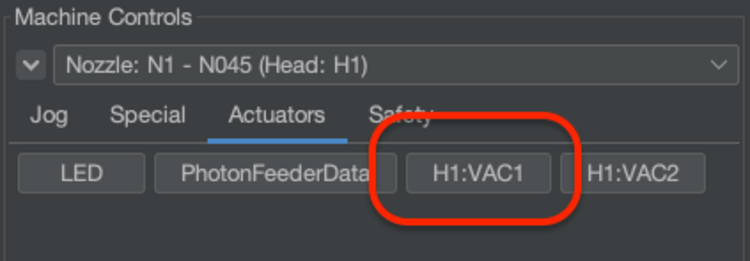 Machine Controls
Nozzle: N1 - N045 (Head: H1)
Jog Special Actuators Safety
LED PhotonFeederData H1:VAC1 H1:VAC2